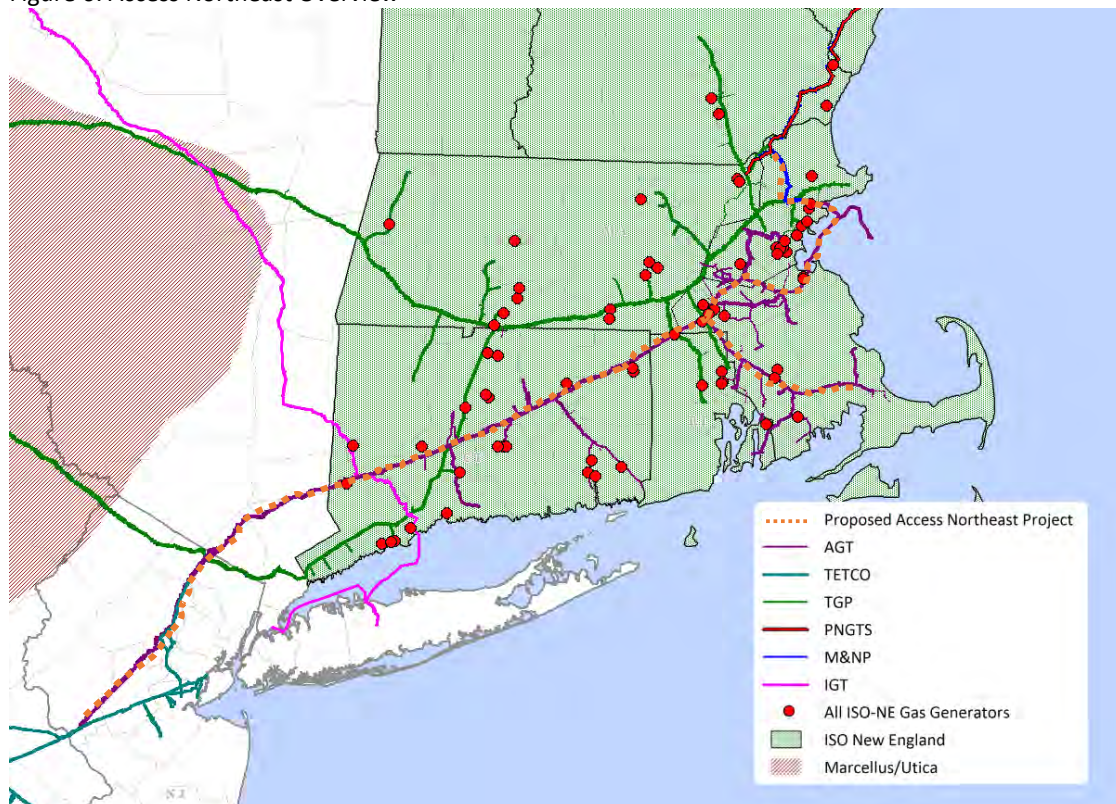 Proposed Access Northeast Project
AGT
TETCO
TGP
PNGTS
M&NP
IGT
All ISO-NE Gas Generators
ISO New England
Marcellus/Utica
N J